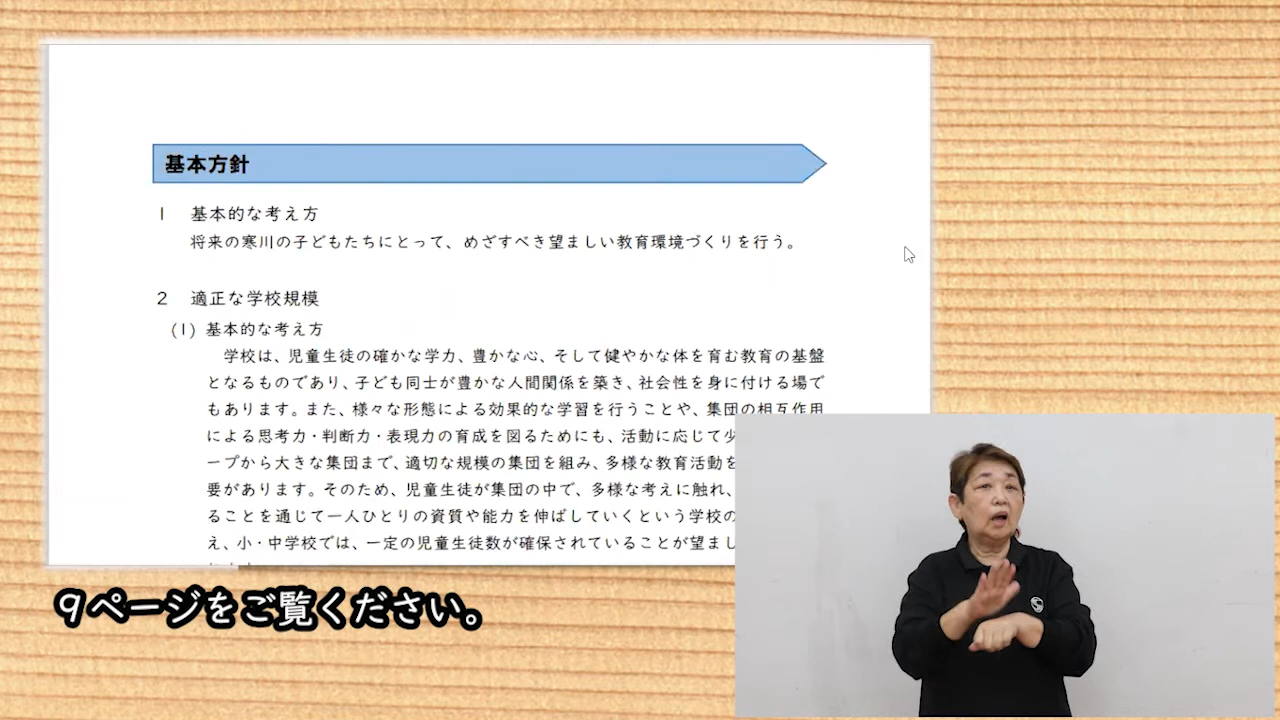 基本方針
1 基本的な考え方
将来の寒川の子どもたちにとって、めざすべき望ましい教育環境づくりを行う。
2 適正な学校規模
(1) 基本的な考え方
学校は、児童生徒の確かな学力、豊かな心、そして健やかな体を育む教育の基盤
となるものであり、子ども同士が豊かな人間関係を築き、社会性を身に付ける場で
もあります。また、様々な形態による効果的な学習を行うことや、集団の相互作用
による思考力・判断力・表現力の育成を図るためにも、活動に応じて少
ープから大きな集団まで、適切な規模の集団を組み、多様な教育活動を
要があります。そのため、児童生徒が集団の中で、多様な考えに触れ、
ることを通じて一人ひとりの資質や能力を伸ばしていくという学校の
え、小・中学校では、一定の児童生徒数が確保されていることが望まし
9ページをご覧ください。